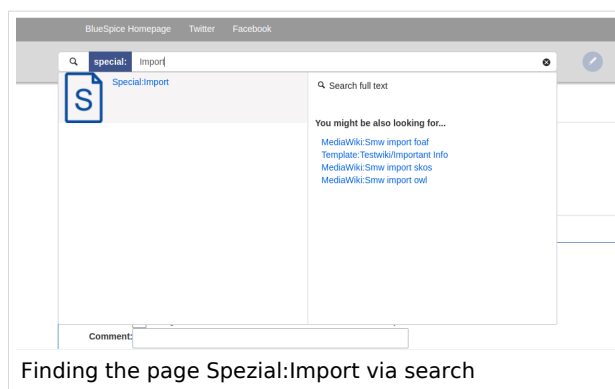 BlueSpice Homepage Twitter Facebook
special: Import
S
Special:Import
Search full text
You might be also looking for...
MediaWiki:Smw import foaf
Template:Testwiki/Important Info
MediaWiki:Smw import skos
MediaWiki:Smw import owl
Comment:
Finding the page Spezial:Import via search